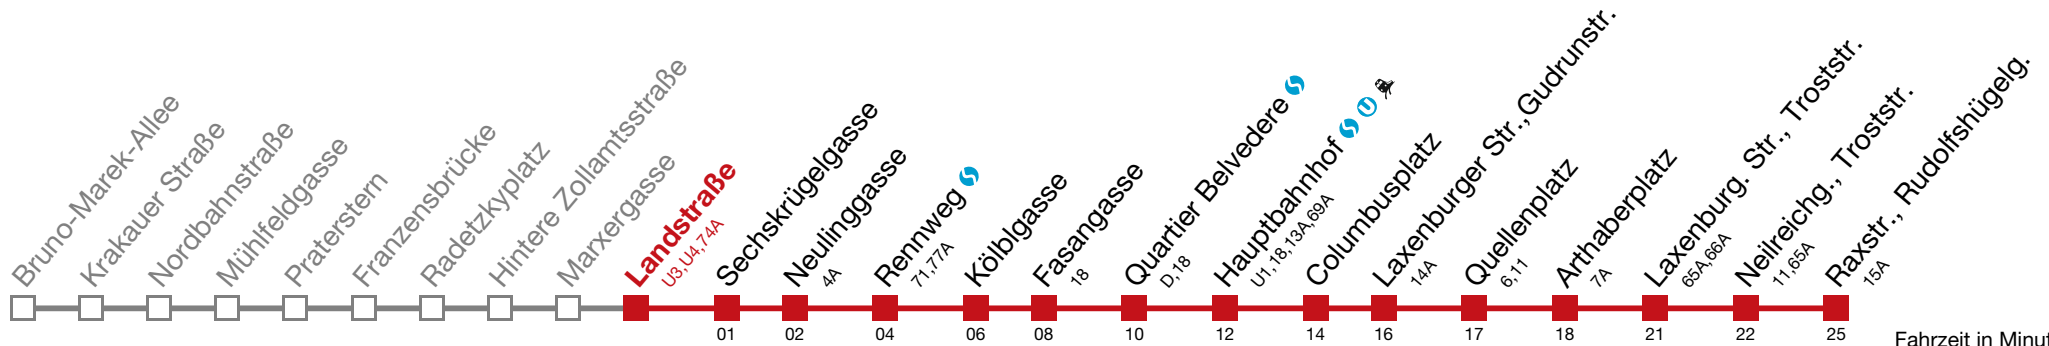 Bruno-Marek-Allee
Krakauer Straße
Nordbahnstraße
Mühlfeldgasse
Praterstern
Franzensbrücke
Radetzkyplatz
Hintere Zollamtsstraße
Marxergasse
Landstraße
U3,U4,74A
Sechskrügelgasse
01
Neulinggasse
4A
02
Rennweg
71,77A
04
Kölblgasse
06
Fasangasse
18
08
Quartier Belvedere
D,18
10
Hauptbahnhof U
U1,18,13A,69A
12
Columbusplatz
14
Laxenburger Str.,Gudrunstr.
14A
16
Quellenplatz
6,11
17
Arthaberplatz
7A
18
Laxenburg. Str., Troststr.
65A,66A
21
Neilreichg., Troststr.
11,65A
22
Raxstr., Rudolfshügelg.
15A
25
Fahrzeit in Minut